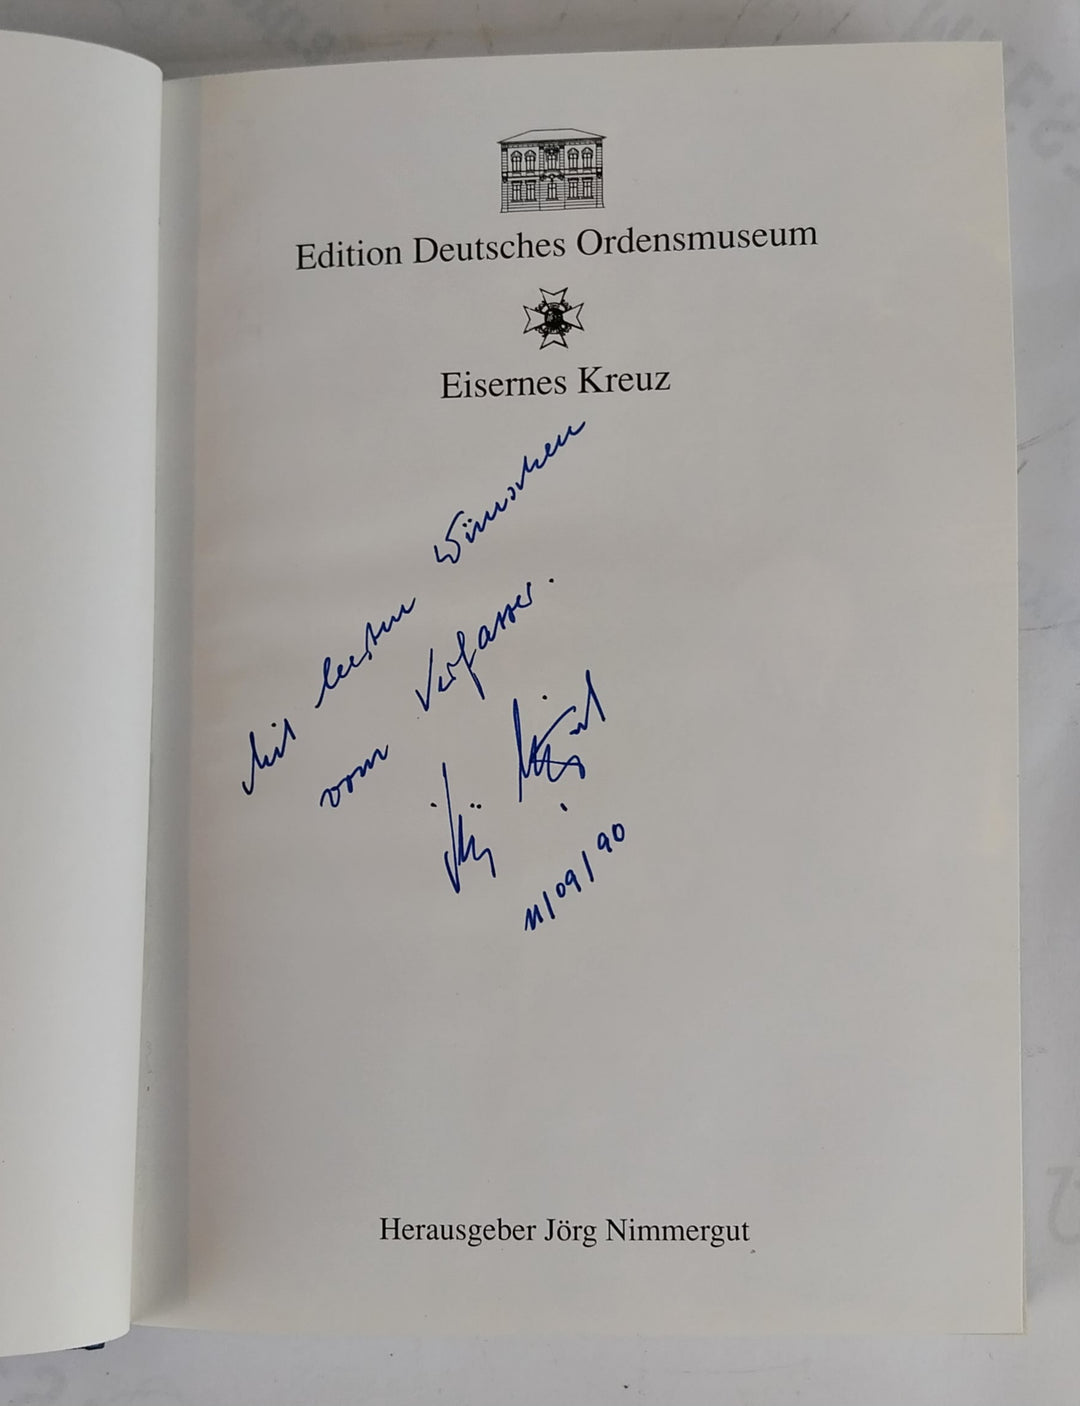 Edition Deutsches Ordensmuseum
Eisernes Kreuz
Mit besten Wünschen
vom Verfasser.
11/09/90
Herausgeber Jörg Nimmergut